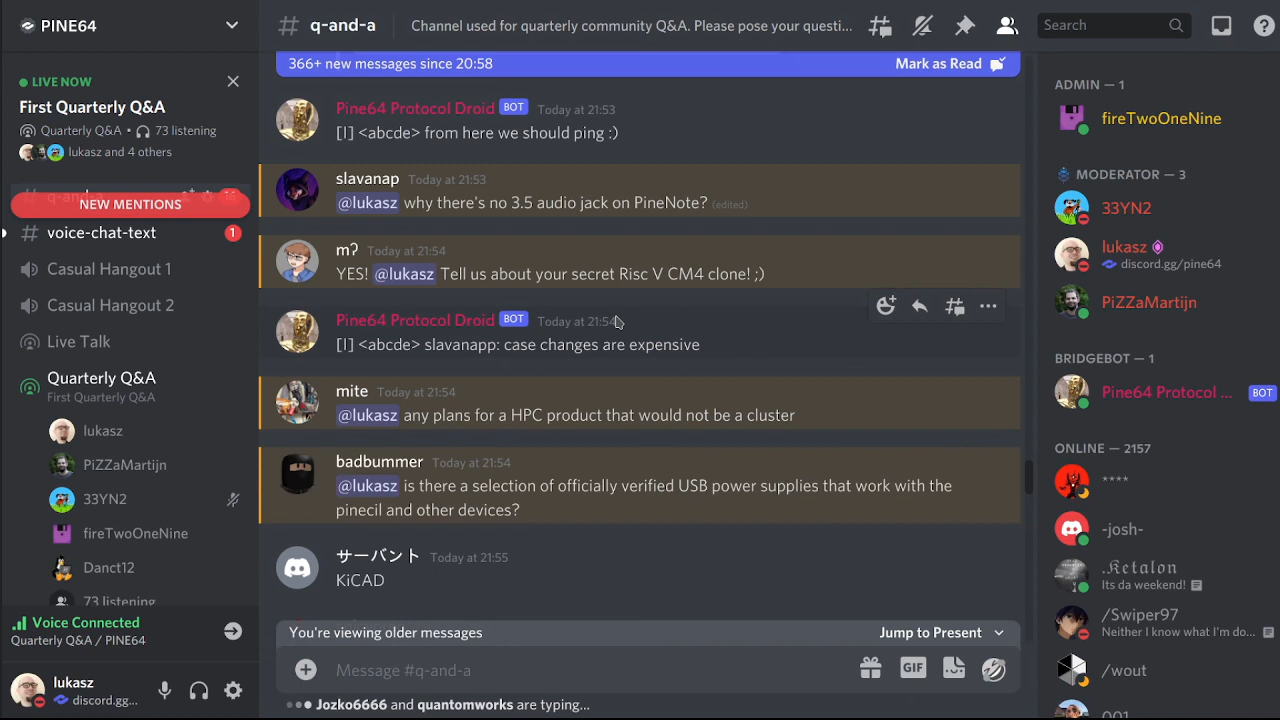 PINE64
LIVE NOW
First Quarterly Q&A
Quarterly Q&A • 73 listening
lukasz and 4 others
NEW MENTIONS
# voice-chat-text 1
Casual Hangout 1
Casual Hangout 2
Live Talk
Quarterly Q&A
First Quarterly Q&A
lukasz
PiZZaMartijn
33YN2
fireTwoOneNine
Danct12
73 listening
Voice Connected
Quarterly Q&A / PINE64
lukasz
discord.gg...
# q-and-a
Channel used for quarterly community Q&A. Please pose your questi...
Search
366+ new messages since 20:58
Mark as Read
Pine64 Protocol Droid BOT Today at 21:53
[I] <abcde> from here we should ping :)
slavanap Today at 21:53
@lukasz why there's no 3.5 audio jack on PineNote? (edited)
m? Today at 21:54
YES! @lukasz Tell us about your secret Risc V CM4 clone! ;)
Pine64 Protocol Droid BOT Today at 21:54
[I] <abcde> slavanapp: case changes are expensive
mite Today at 21:54
@lukasz any plans for a HPC product that would not be a cluster
badbummer Today at 21:54
@lukasz is there a selection of officially verified USB power supplies that work with the
pinecil and other devices?
サーバント Today at 21:55
KiCAD
You're viewing older messages
Jump to Present
Message #q-and-a
GIF
Jozko6666 and quantomworks are typing...
ADMIN — 1
fireTwoOneNine
MODERATOR — 3
33YN2
lukasz
discord.gg/pine64
PiZZaMartijn
BRIDGEBOT — 1
Pine64 Protocol ... BOT
ONLINE — 2157
****
-josh-
.𝔎𝔢𝔱𝔞𝔩𝔬𝔫
Its da weekend!
/Swiper97
Neither I know what I'm do...
/wout